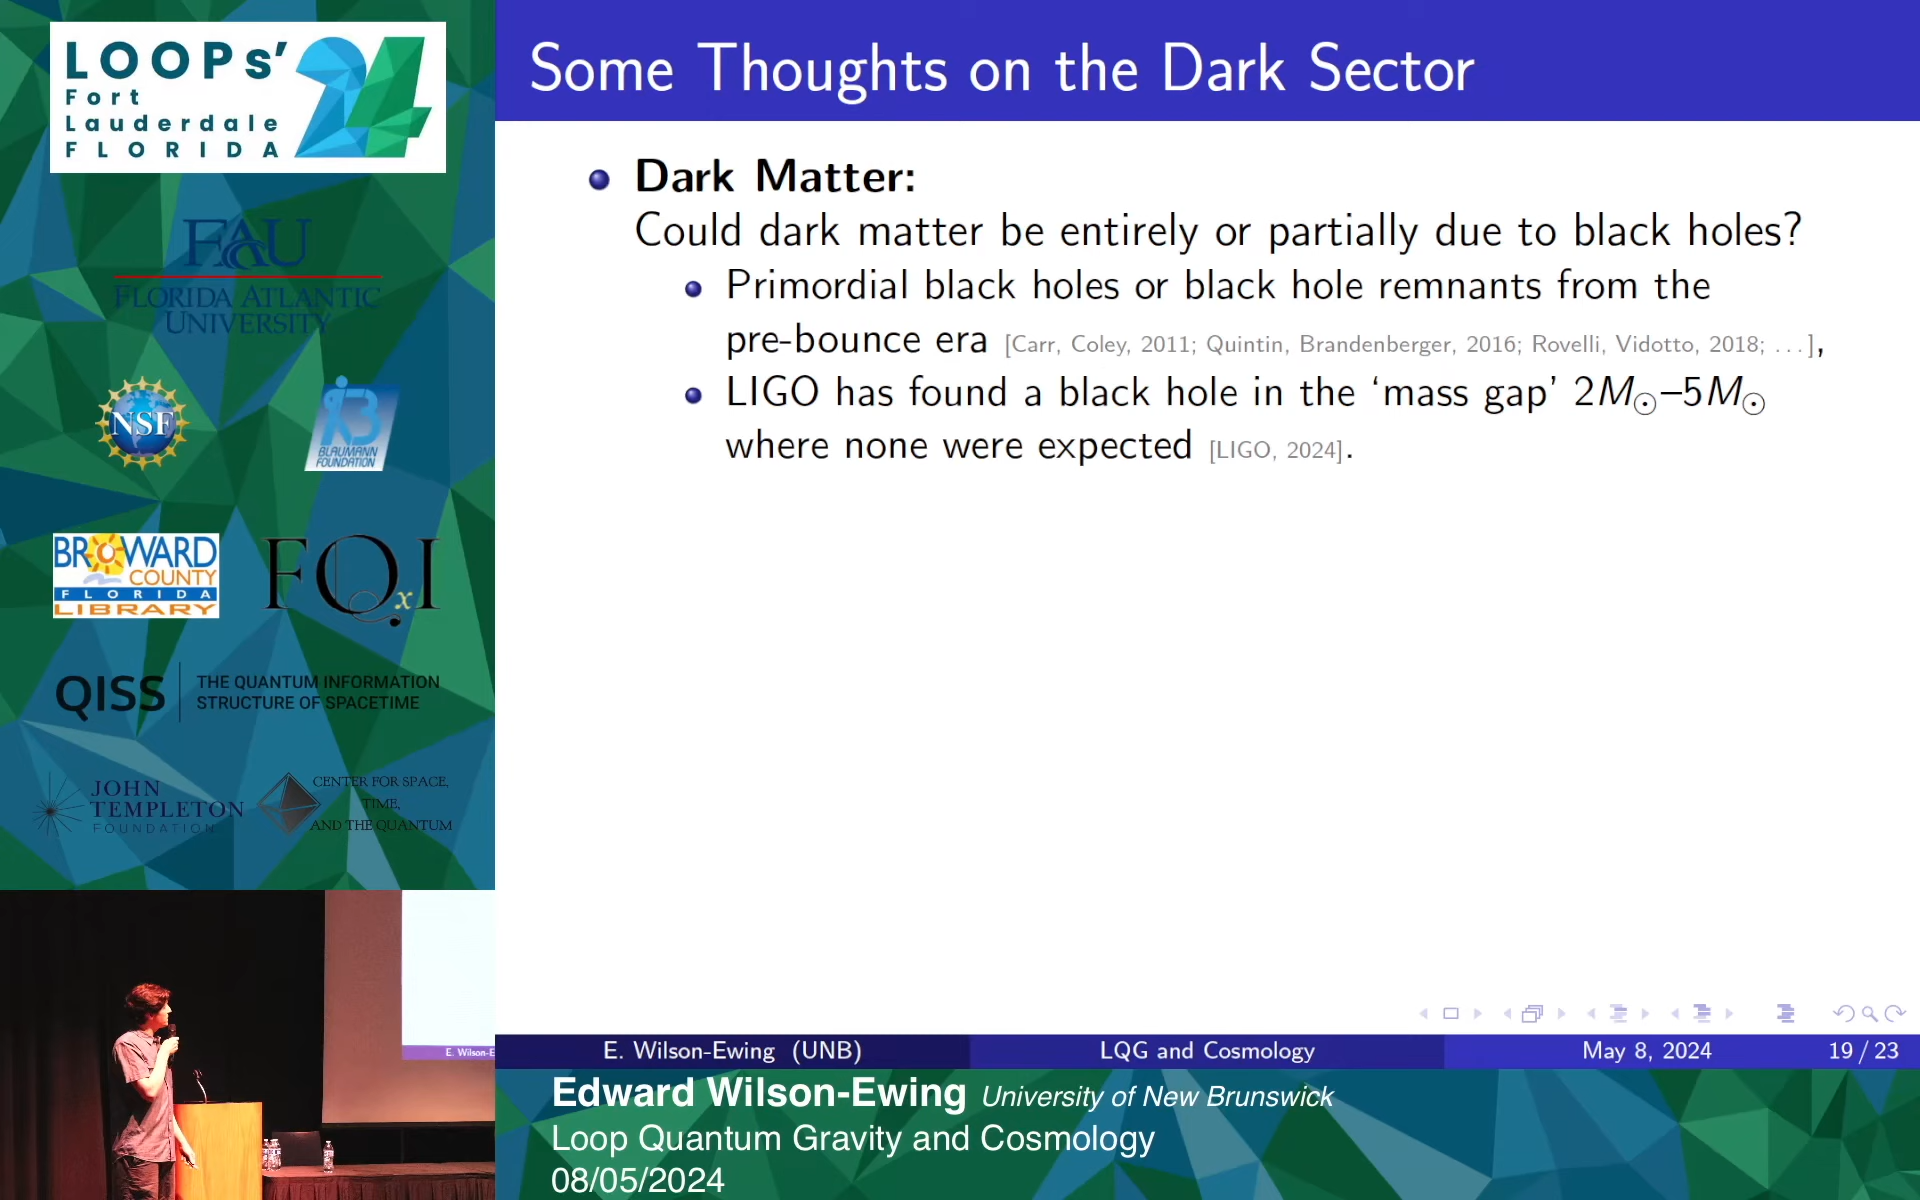 LOOPs'24
Fort
Lauderdale
FLORIDA
FAU
FLORIDA ATLANTIC
UNIVERSITY
NSF
BLAUMANN
FOUNDATION
BROWARD
COUNTY
FLORIDA
LIBRARY
FQxI
QISS
THE QUANTUM INFORMATION
STRUCTURE OF SPACETIME
JOHN
TEMPLETON
FOUNDATION
CENTER FOR SPACE,
TIME,
AND THE QUANTUM
E. Wilson-E
Some Thoughts on the Dark Sector
Dark Matter:
Could dark matter be entirely or partially due to black holes?
Primordial black holes or black hole remnants from the
pre-bounce era [Carr, Coley, 2011; Quintin, Brandenberger, 2016; Rovelli, Vidotto, 2018; ...],
LIGO has found a black hole in the ‘mass gap’ 2M⊙–5M⊙
where none were expected [LIGO, 2024].
E. Wilson-Ewing (UNB) LQG and Cosmology May 8, 2024 19 / 23
Edward Wilson-Ewing University of New Brunswick
Loop Quantum Gravity and Cosmology
08/05/2024